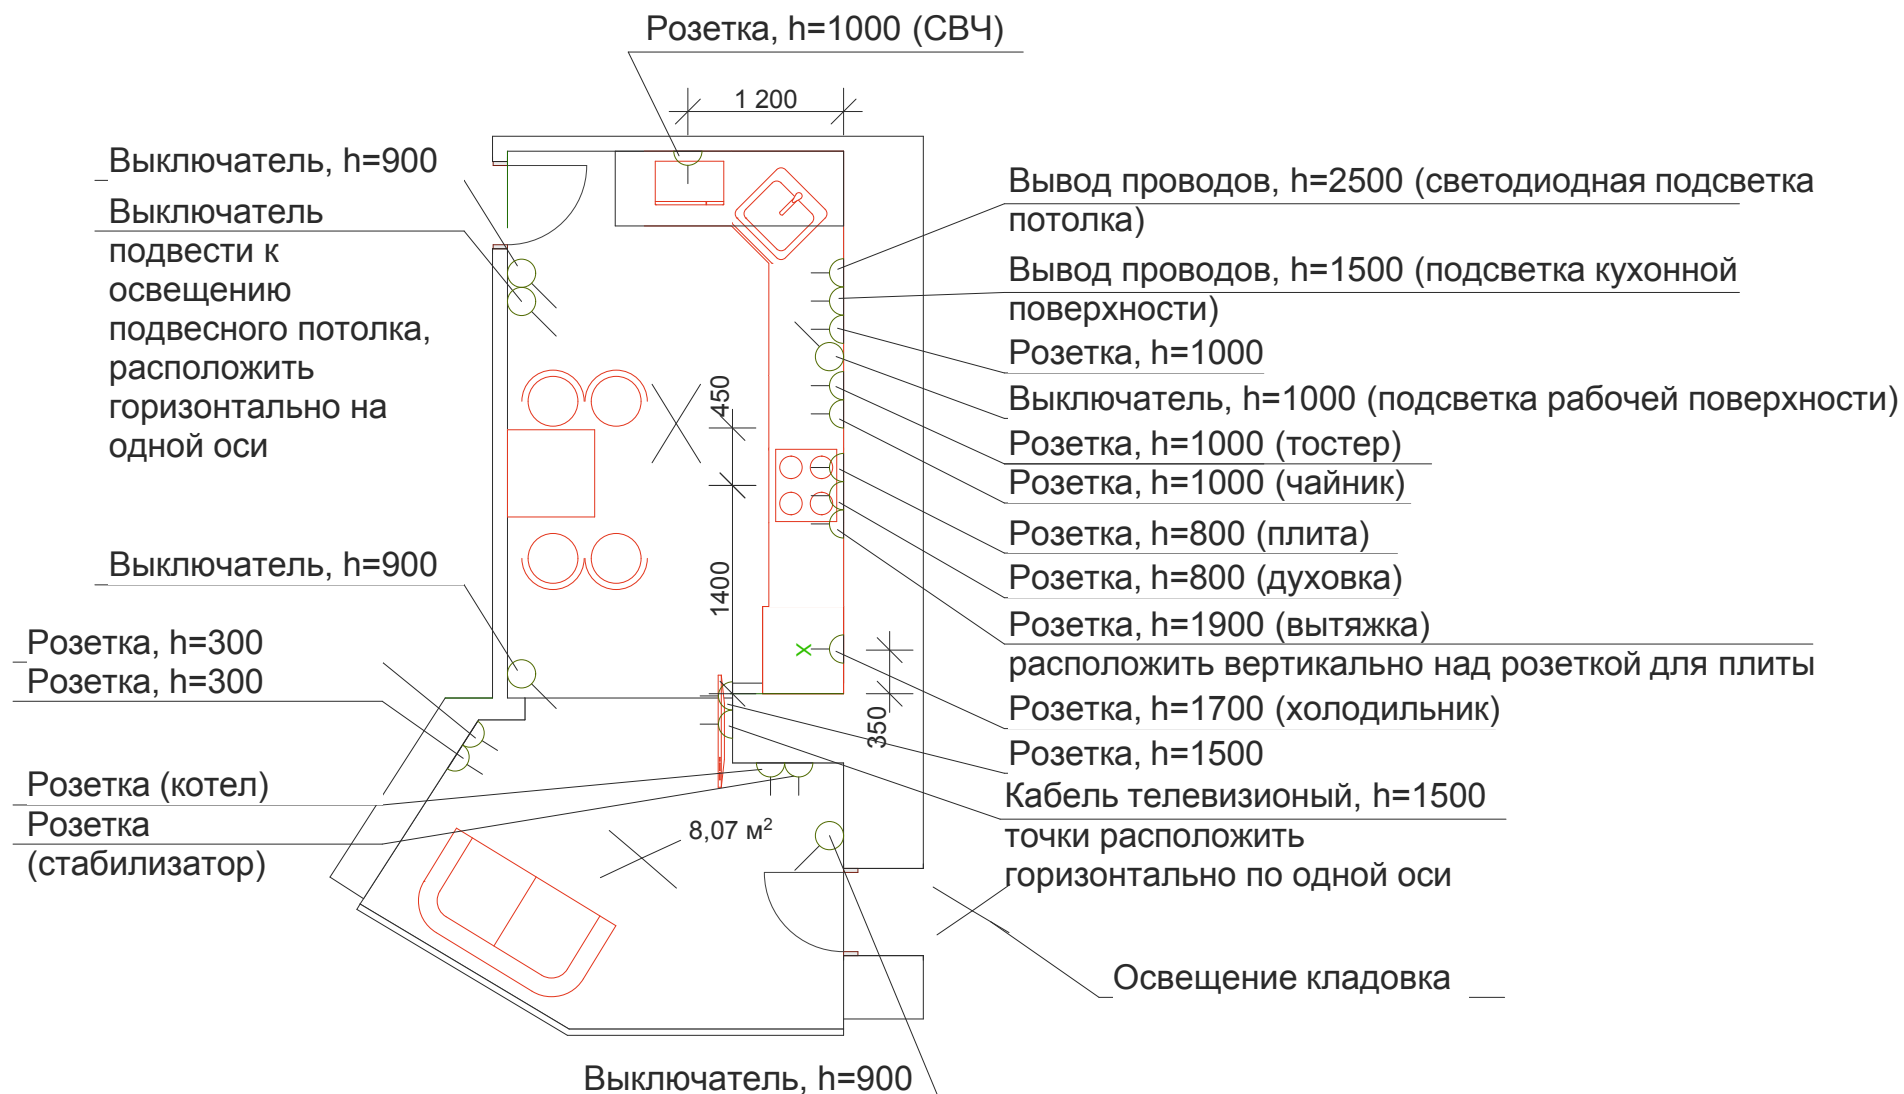 Розетка, h=1000 (СВЧ)
1 200
Выключатель, h=900
Выключатель
подвести к
освещению
подвесного потолка,
расположить
горизонтально на
одной оси
Выключатель, h=900
Розетка, h=300
Розетка, h=300
Розетка (котел)
Розетка
(стабилизатор)
450
1400
350
8,07 м²
Вывод проводов, h=2500 (светодиодная подсветка
потолка)
Вывод проводов, h=1500 (подсветка кухонной
поверхности)
Розетка, h=1000
Выключатель, h=1000 (подсветка рабочей поверхности)
Розетка, h=1000 (тостер)
Розетка, h=1000 (чайник)
Розетка, h=800 (плита)
Розетка, h=800 (духовка)
Розетка, h=1900 (вытяжка)
расположить вертикально над розеткой для плиты
Розетка, h=1700 (холодильник)
Розетка, h=1500
Кабель телевизионый, h=1500
точки расположить
горизонтально по одной оси
Освещение кладовка
Выключатель, h=900